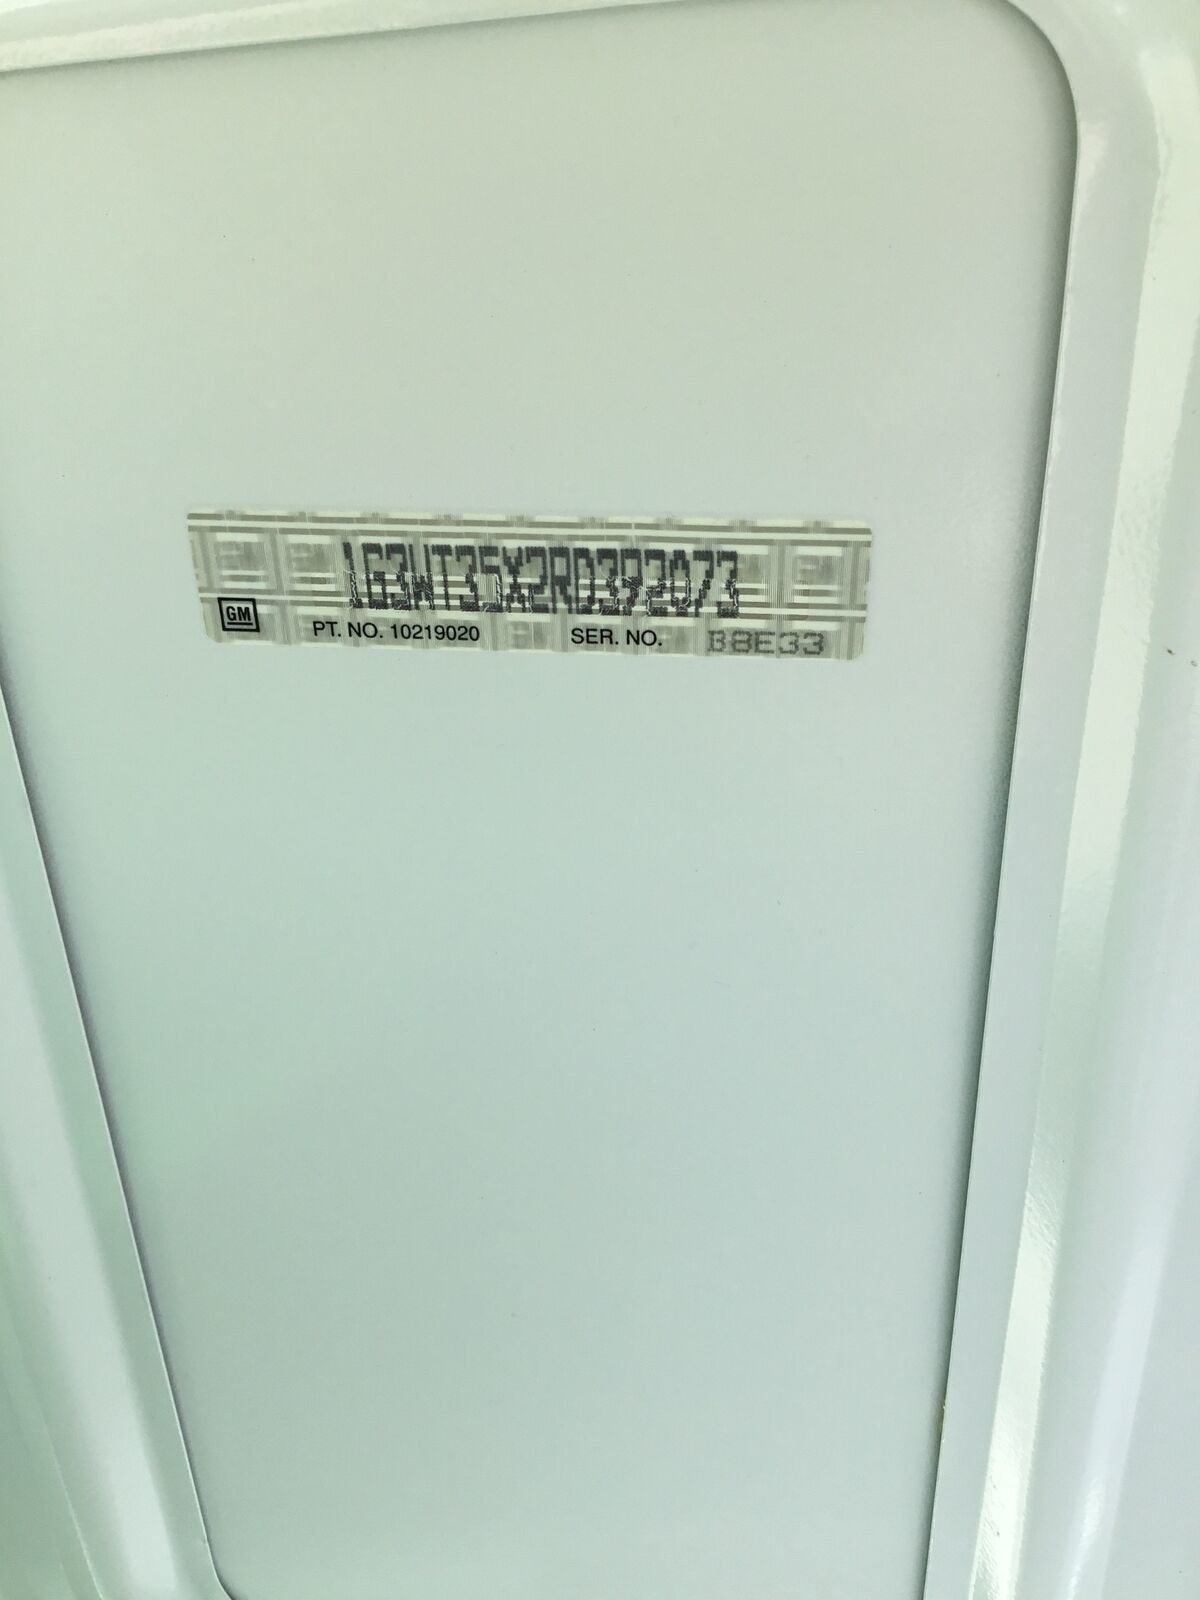 1G3WT35X2RD392073
GM PT. NO. 10219020 SER. NO. B8E33